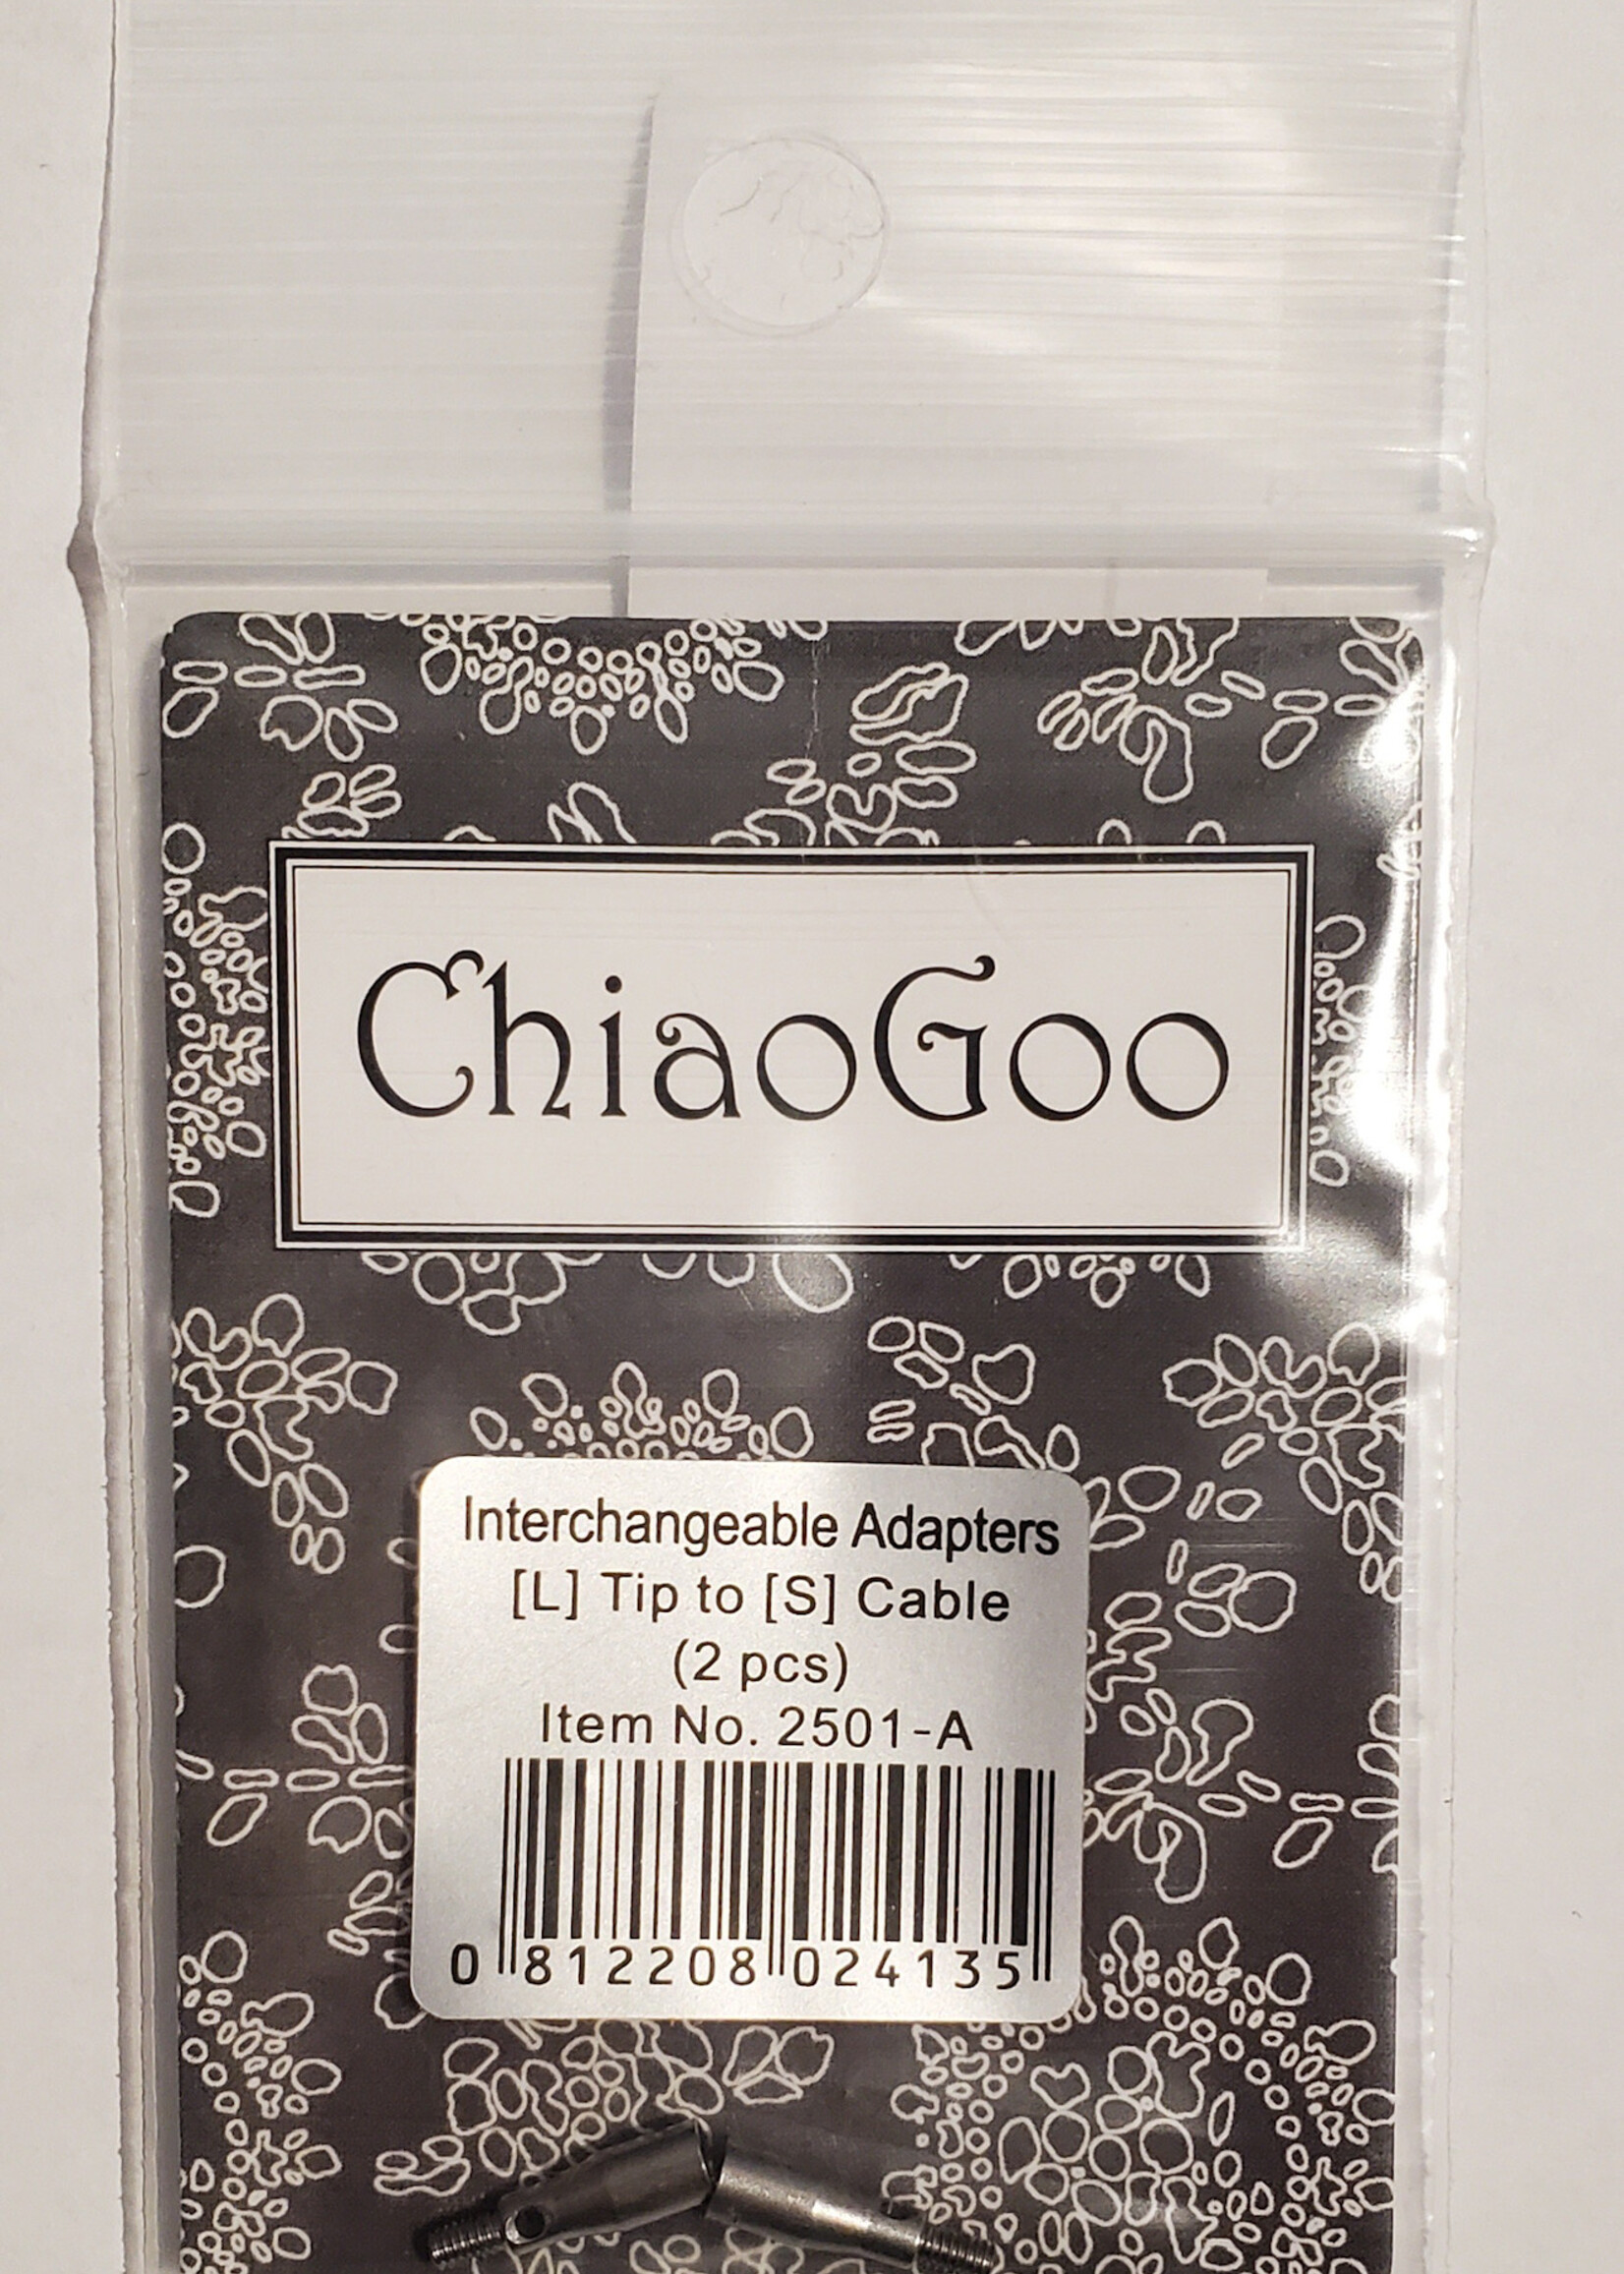 ChiaoGoo
Interchangeable Adapters
[L] Tip to [S] Cable
(2 pcs)
Item No. 2501-A
0 812208 024135